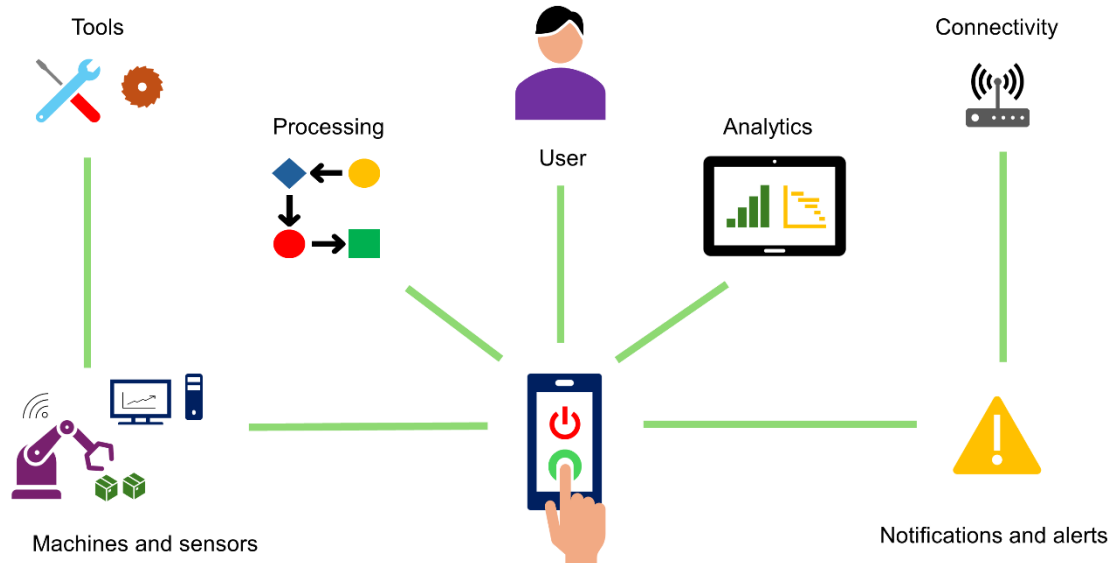 Tools
Connectivity
Processing
Analytics
User
Machines and sensors
Notifications and alerts